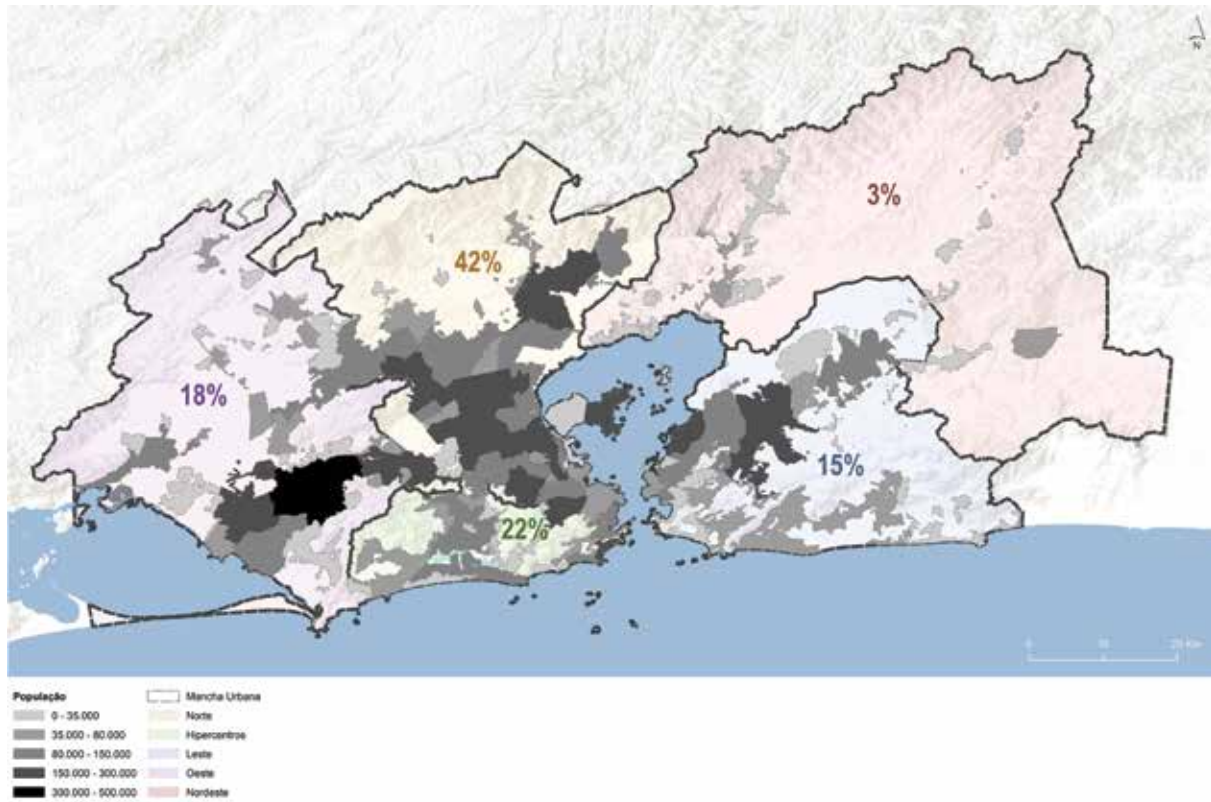 N
3%
42%
18%
15%
22%
0
10
20 Km
População
0 - 35.000
35.000 - 80.000
80.000 - 150.000
150.000 - 300.000
300.000 - 500.000
Mancha Urbana
Norte
Hipercentros
Leste
Oeste
Nordeste